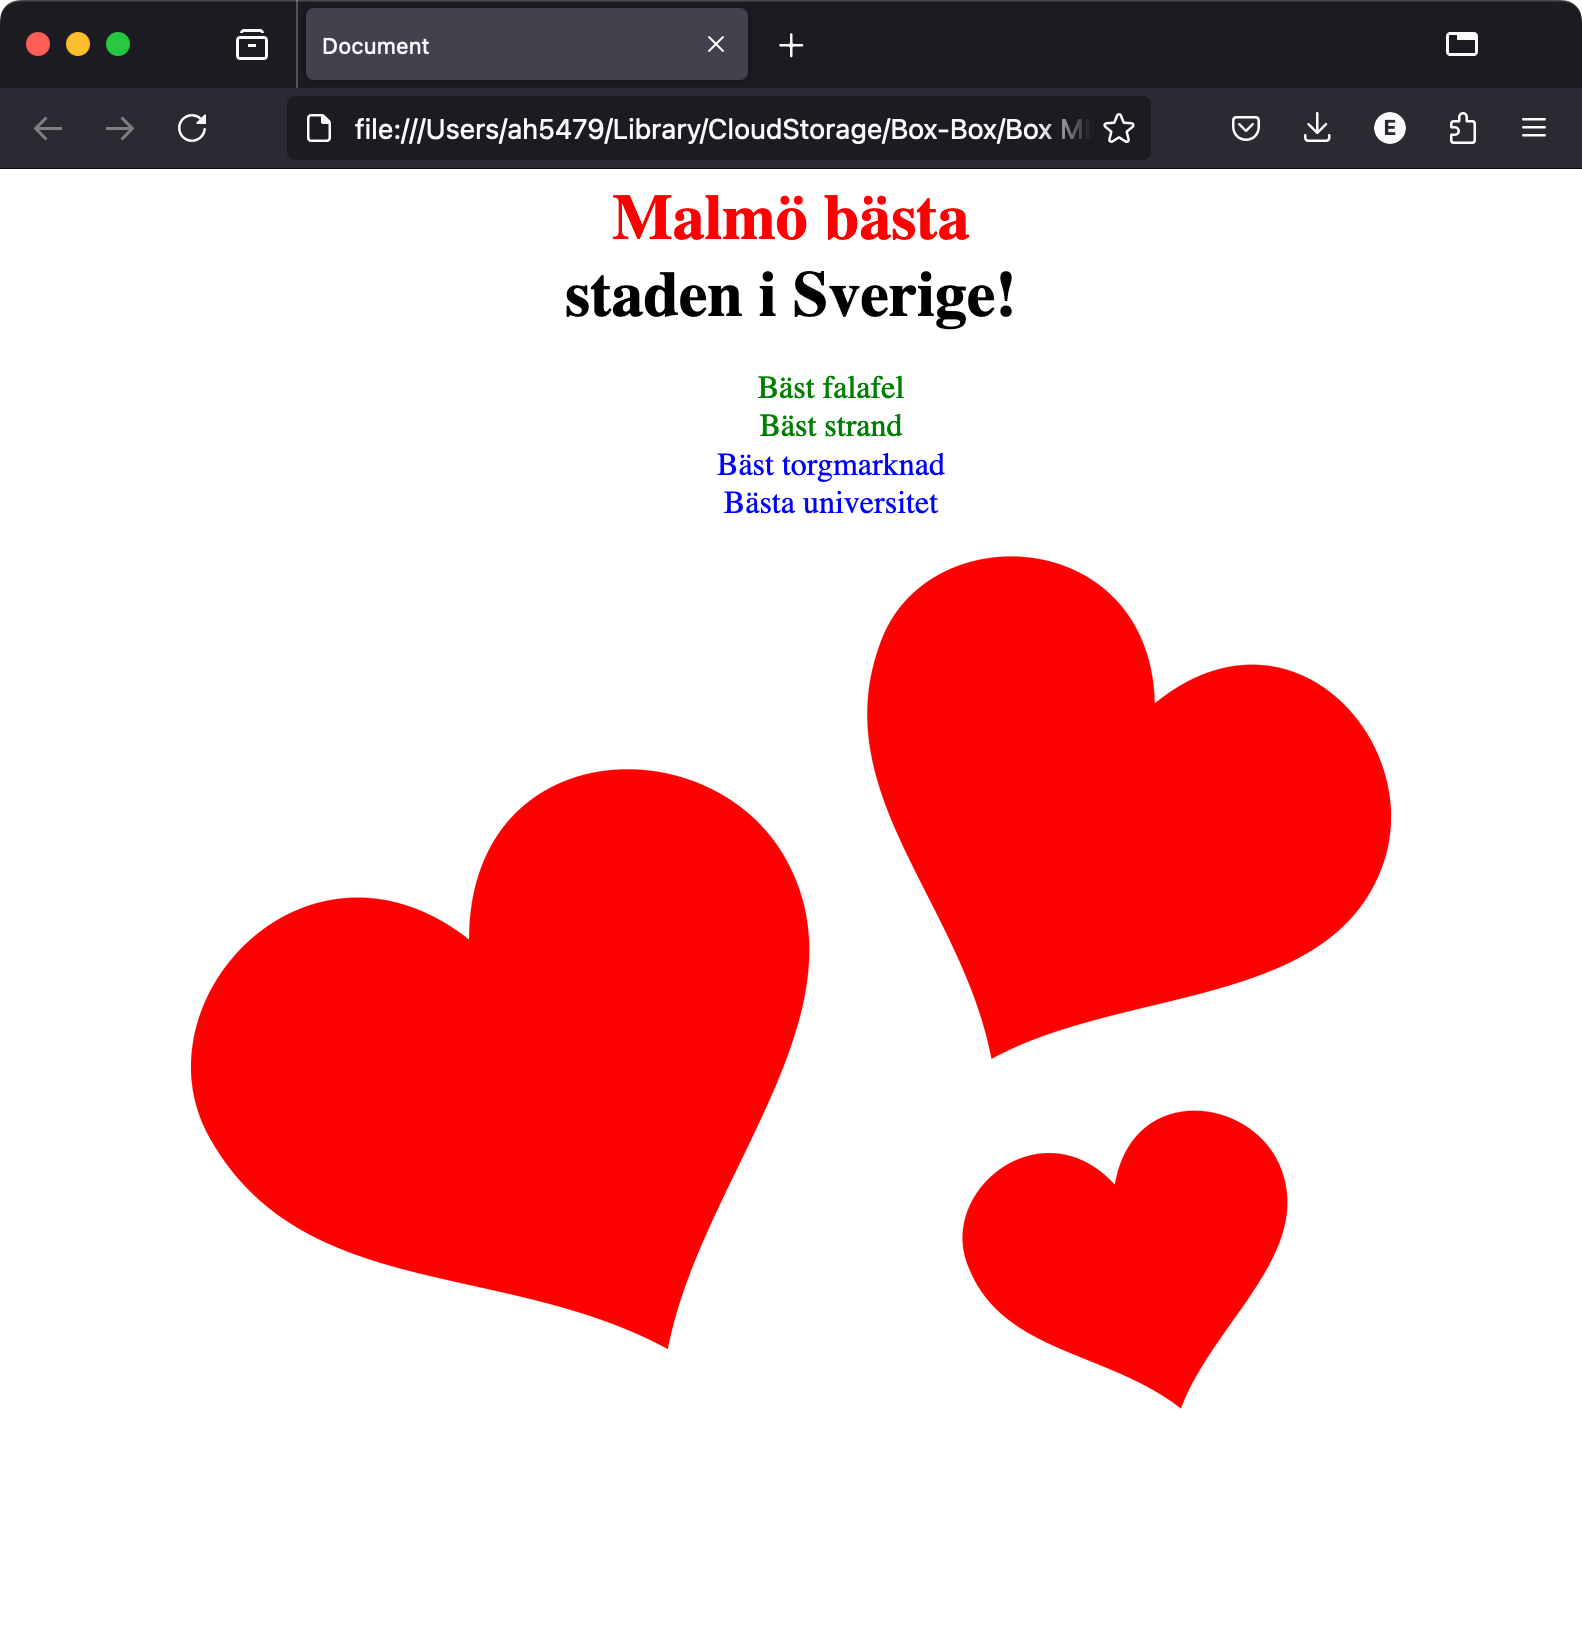 Document
file:///Users/ah5479/Library/CloudStorage/Box-Box/Box
E
Malmö bästa
staden i Sverige!
Bäst falafel
Bäst strand
Bäst torgmarknad
Bästa universitet